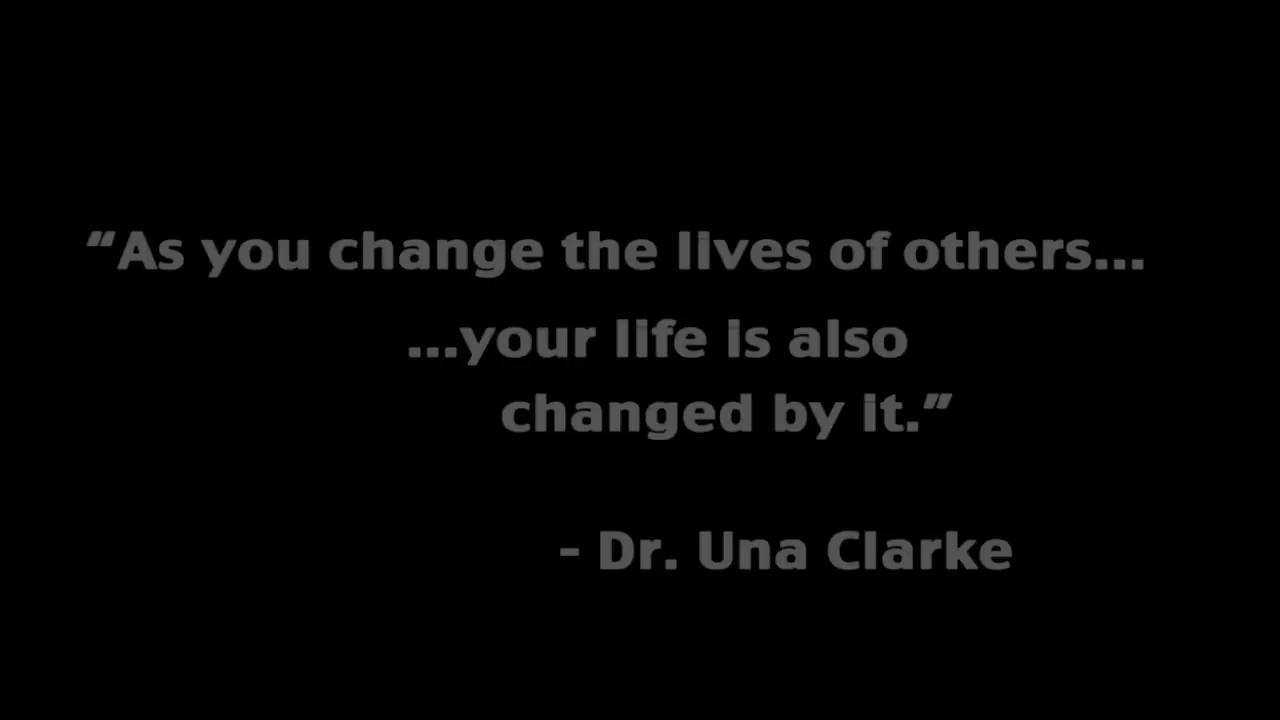 “As you change the lives of others...
...your life is also
changed by it.”
- Dr. Una Clarke